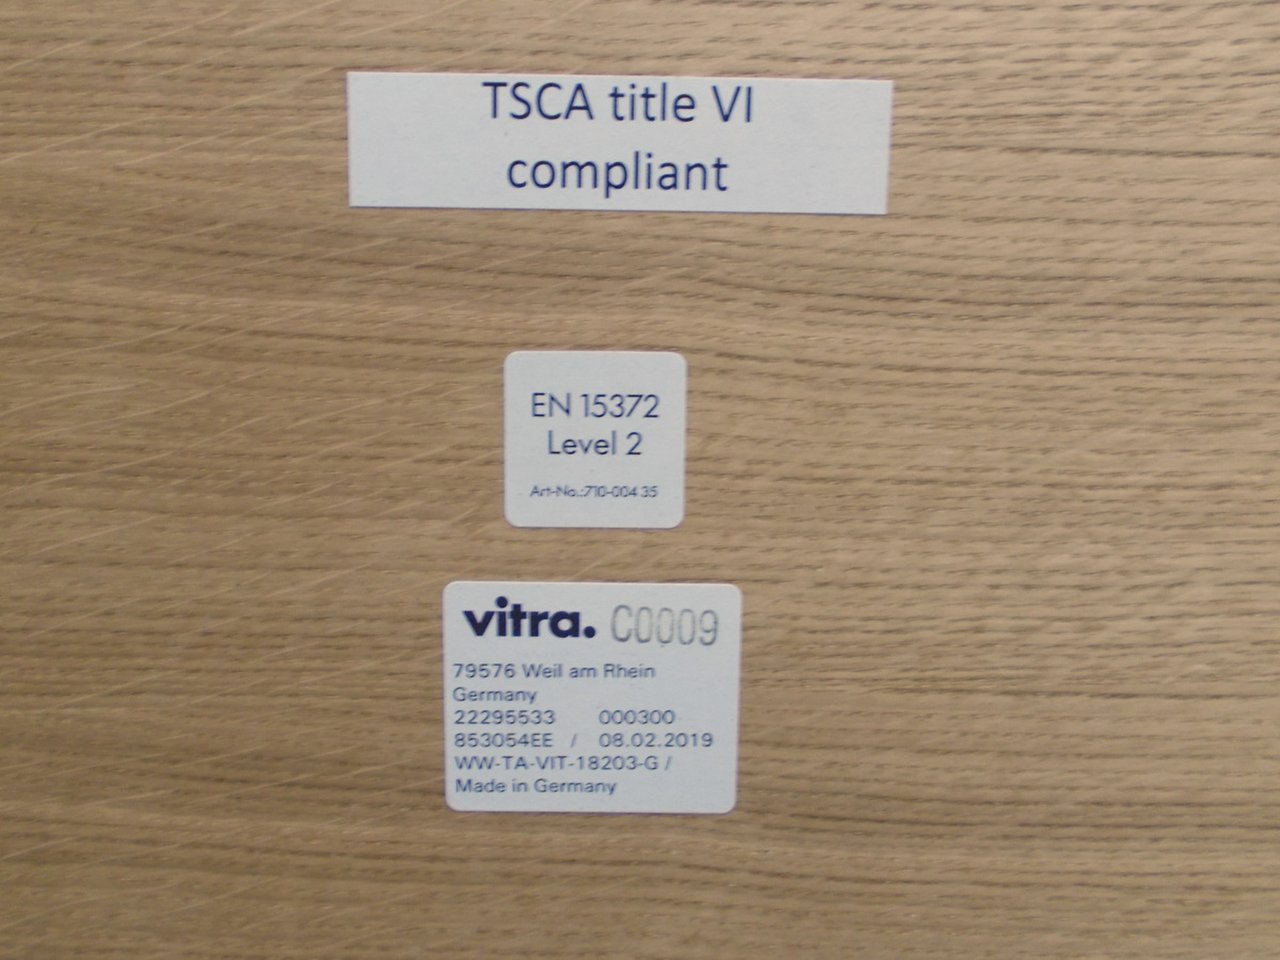 TSCA title VI
compliant
EN 15372
Level 2
Art-No.:710-004 35
vitra. C0009
79576 Weil am Rhein
Germany
22295533 000300
853054EE / 08.02.2019
WW-TA-VIT-18203-G /
Made in Germany